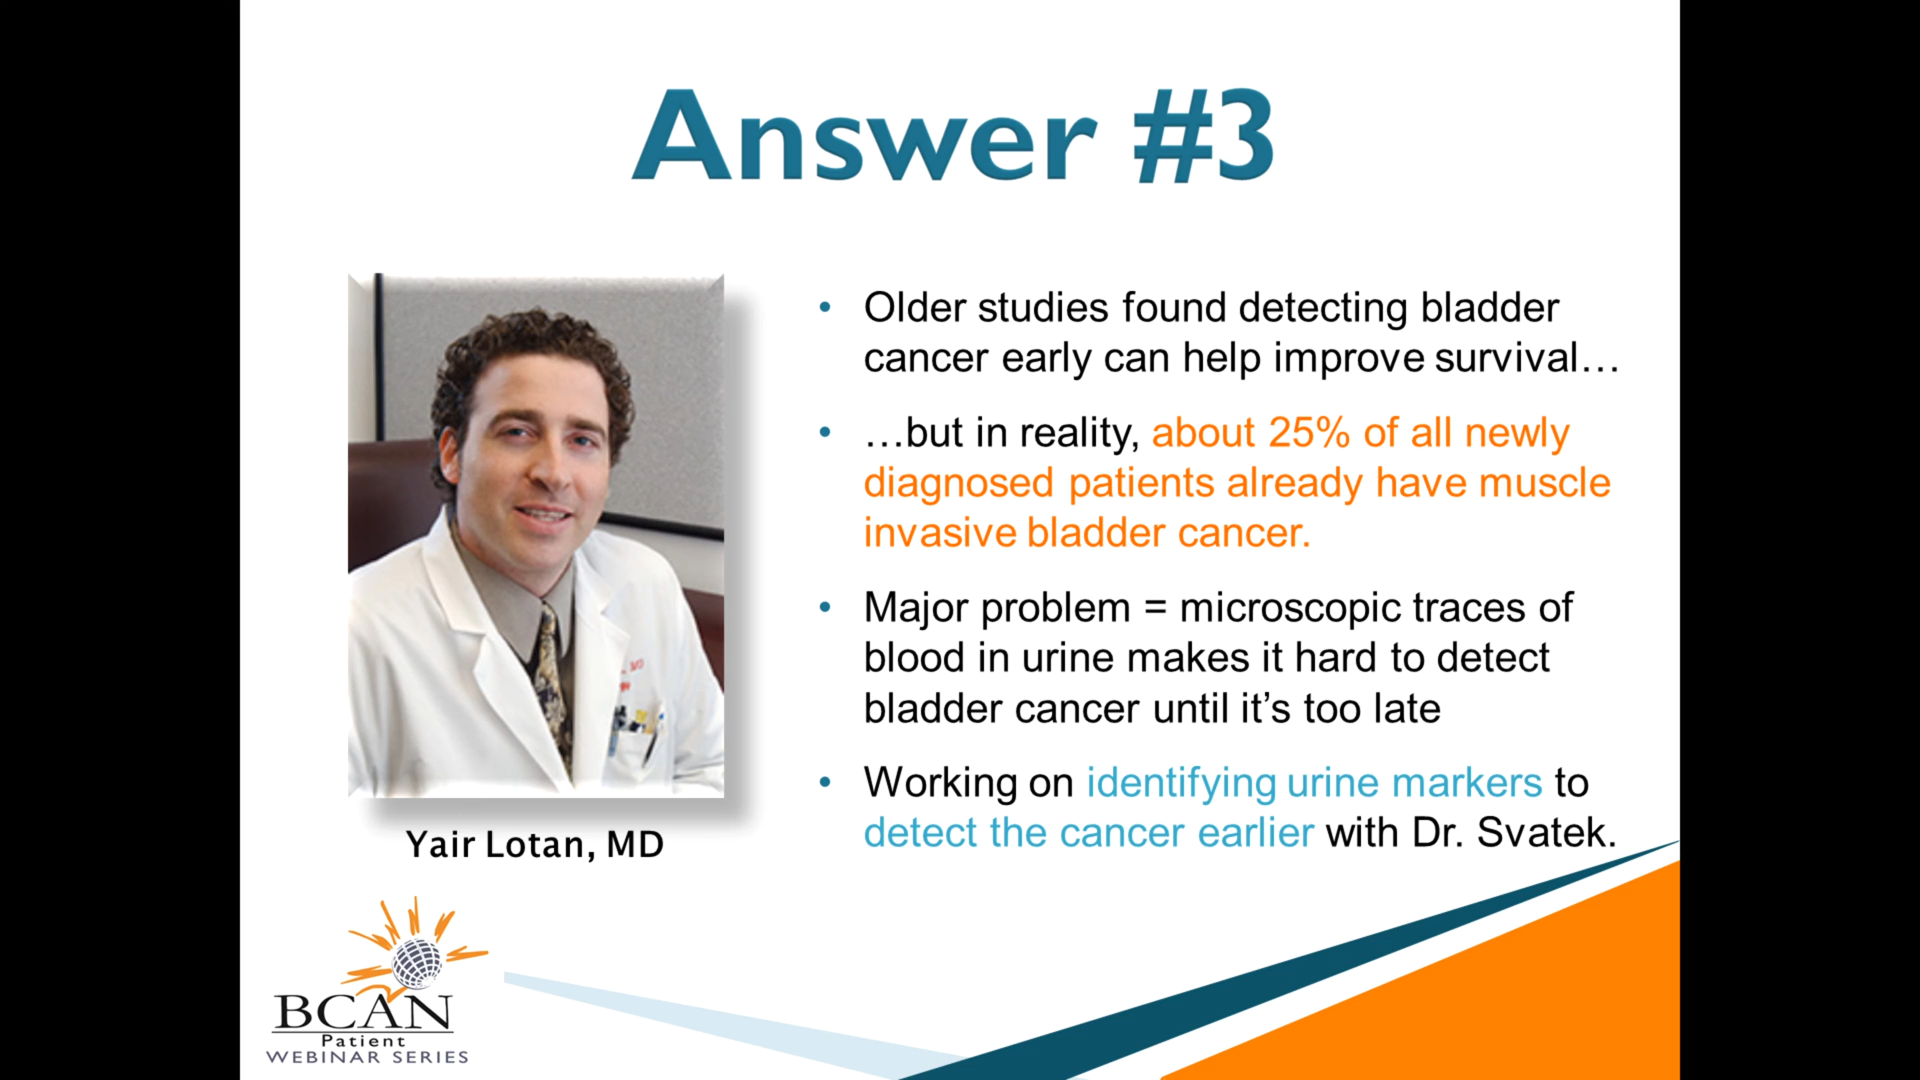 Answer #3
• Older studies found detecting bladder
cancer early can help improve survival…
• …but in reality, about 25% of all newly
diagnosed patients already have muscle
invasive bladder cancer.
• Major problem = microscopic traces of
blood in urine makes it hard to detect
bladder cancer until it’s too late
• Working on identifying urine markers to
detect the cancer earlier with Dr. Svatek.
MD
Yair Lotan, MD
BCAN
Patient
WEBINAR SERIES